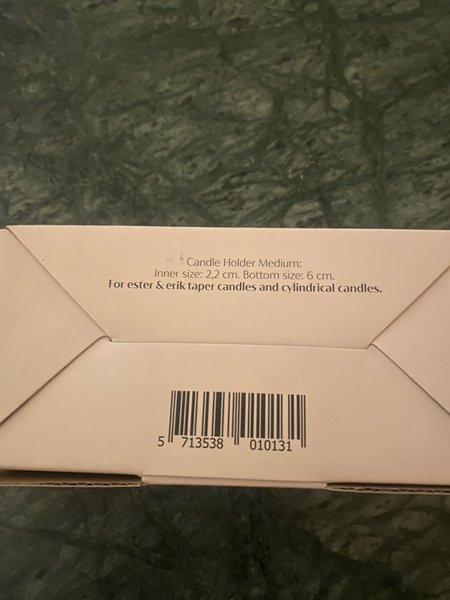 Candle Holder Medium:
Inner size: 2,2 cm. Bottom size: 6 cm.
For ester & erik taper candles and cylindrical candles.
5 713538 010131